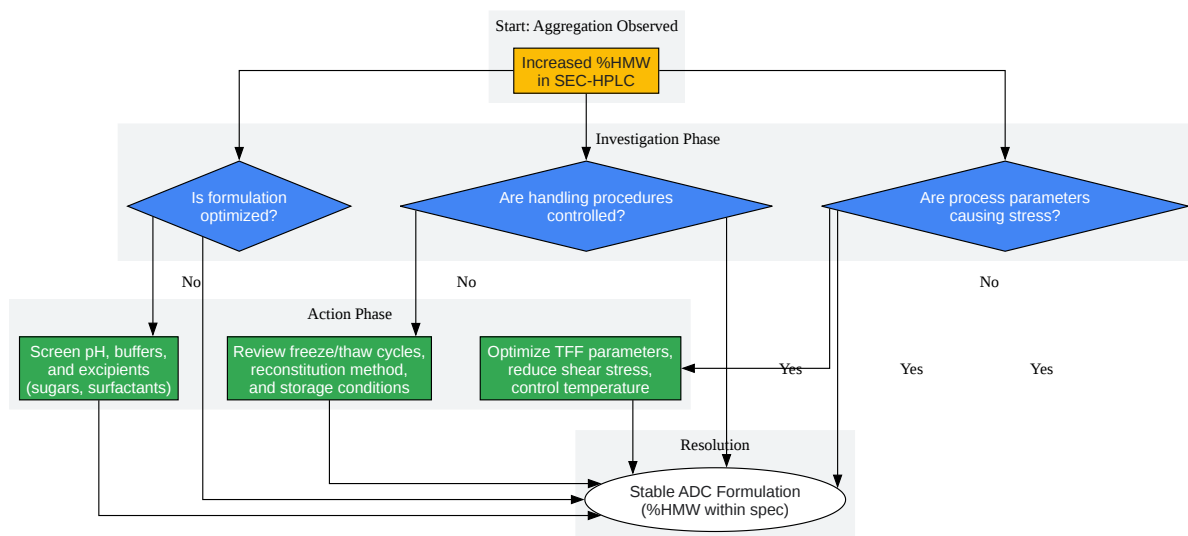 Start: Aggregation Observed
Increased %HMW
in SEC-HPLC
Investigation Phase
Is formulation
optimized?
Are handling procedures
controlled?
Are process parameters
causing stress?
No
No
No
Action Phase
Screen pH, buffers,
and excipients
(sugars, surfactants)
Review freeze/thaw cycles,
reconstitution method,
and storage conditions
Optimize TFF parameters,
reduce shear stress,
control temperature
Yes
Yes
Yes
Resolution
Stable ADC Formulation
(%HMW within spec)